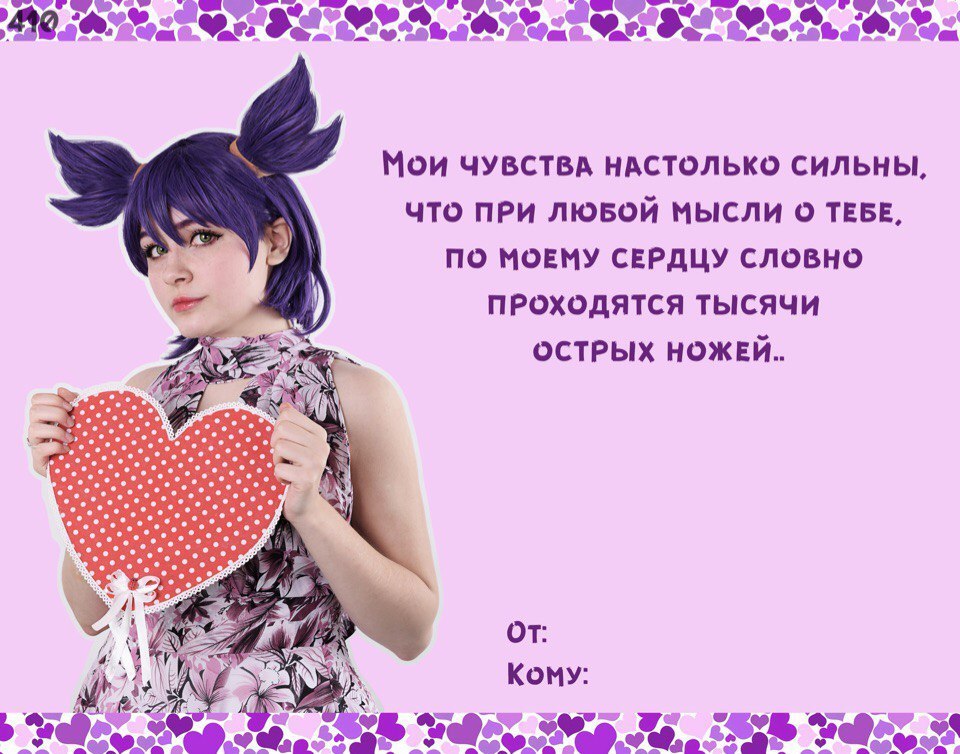 410
Мои чувства настолько сильны,
что при любой мысли о тебе,
по моему сердцу словно
проходятся тысячи
острых ножей..
От:
Кому: